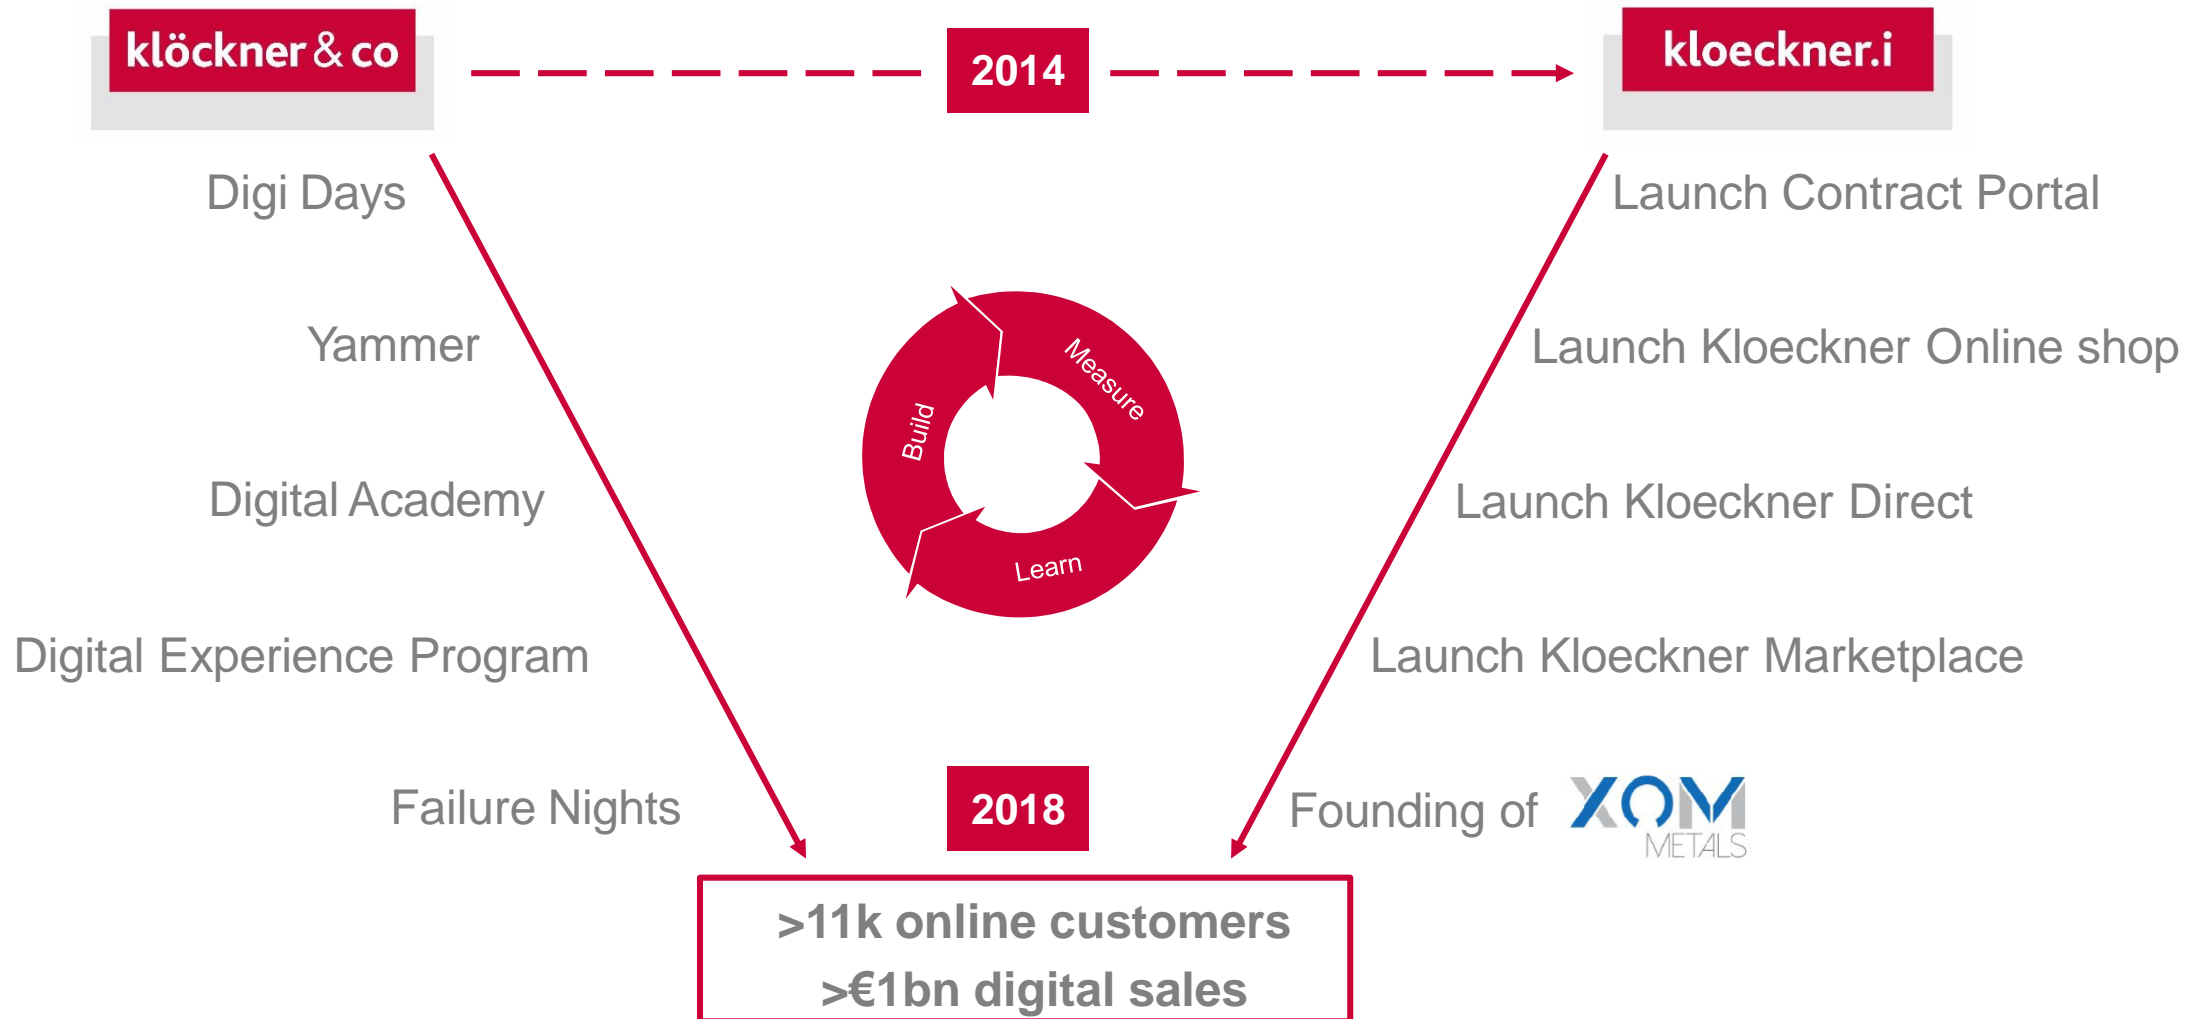 klöckner & co
2014
kloeckner.i
Digi Days
Launch Contract Portal
Yammer
Launch Kloeckner Online shop
Measure
Build
Learn
Digital Academy
Launch Kloeckner Direct
Digital Experience Program
Launch Kloeckner Marketplace
Failure Nights
2018
Founding of XOM METALS
>11k online customers
>€1bn digital sales